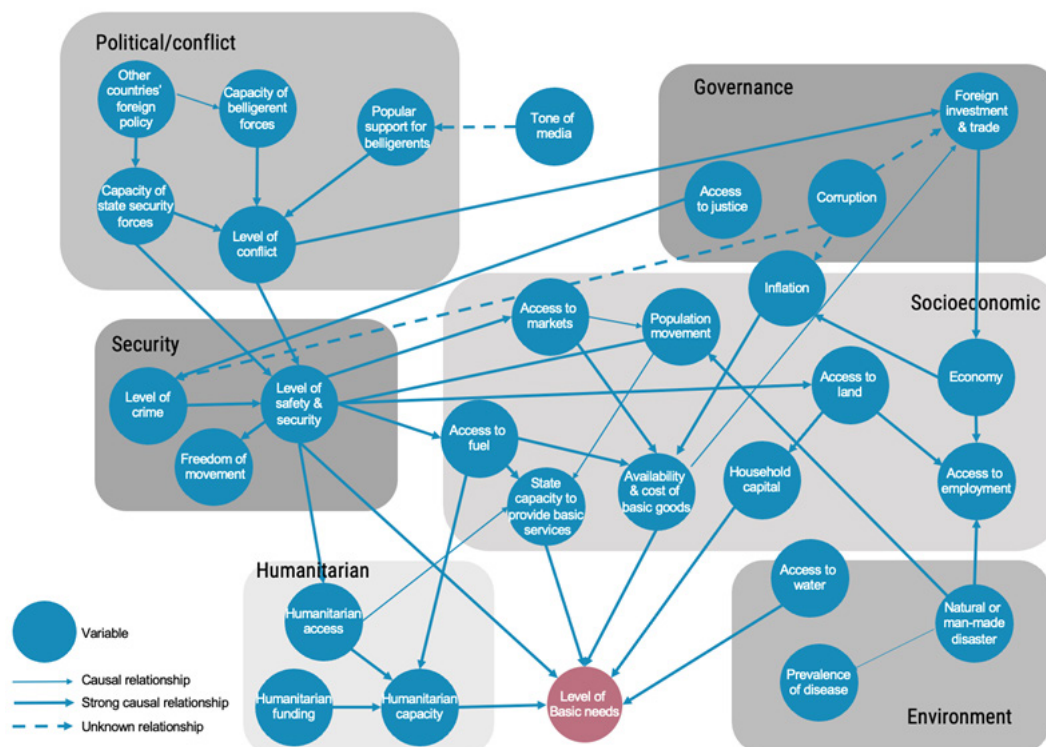 Political/conflict
Other
countries'
foreign
policy
Capacity of
belligerent
forces
Popular
support for
belligerents
Tone of
media
Capacity of
state security
forces
Level of
conflict
Governance
Foreign
investment
& trade
Access
to justice
Corruption
Inflation
Socioeconomic
Access to
markets
Population
movement
Access to
land
Economy
Security
Level of
crime
Level of
safety &
security
Freedom of
movement
Access to
fuel
State
capacity to
provide basic
services
Availability
& cost of
basic goods
Household
capital
Access to
employment
Humanitarian
Humanitarian
access
Humanitarian
funding
Humanitarian
capacity
Level of
Basic needs
Access to
water
Natural or
man-made
disaster
Prevalence
of disease
Environment
Variable
Causal relationship
Strong causal relationship
Unknown relationship